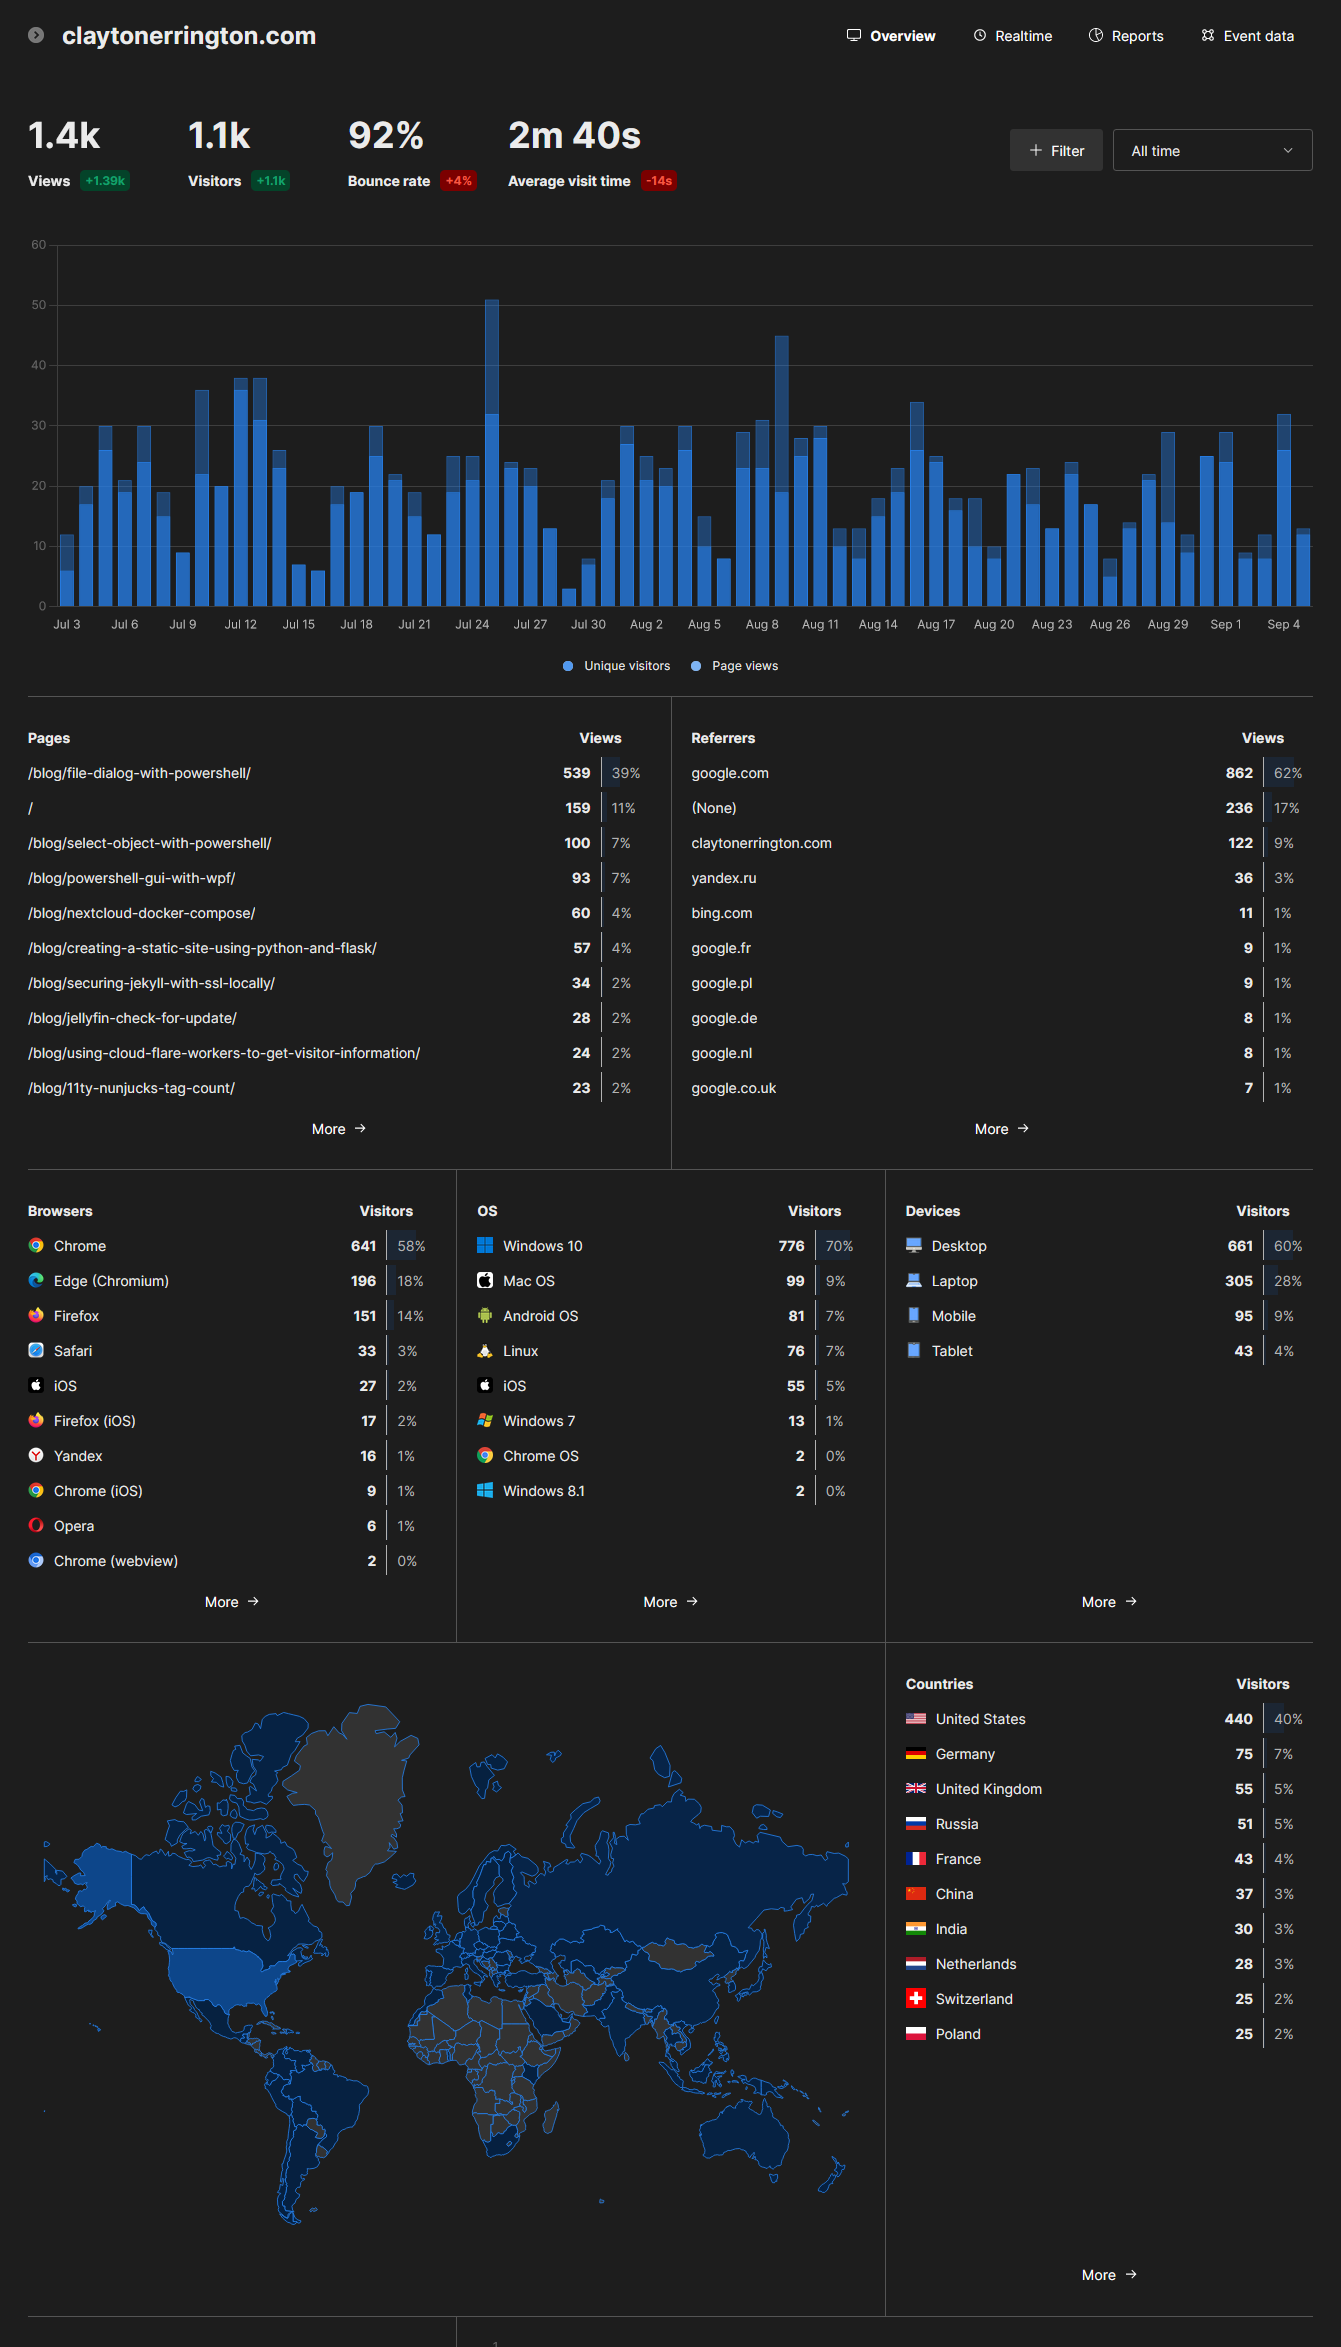 claytonerrington.com
Overview Realtime Reports Event data
1.4k 1.1k 92% 2m 40s
Views +1.39k Visitors +1.1k Bounce rate +4% Average visit time -14s
Filter All time
60
50
40
30
20
10
0
Jul 3 Jul 6 Jul 9 Jul 12 Jul 15 Jul 18 Jul 21 Jul 24 Jul 27 Jul 30 Aug 2 Aug 5 Aug 8 Aug 11 Aug 14 Aug 17 Aug 20 Aug 23 Aug 26 Aug 29 Sep 1 Sep 4
Unique visitors Page views
Pages Views
/blog/file-dialog-with-powershell/ 539 39%
/ 159 11%
/blog/select-object-with-powershell/ 100 7%
/blog/powershell-gui-with-wpf/ 93 7%
/blog/nextcloud-docker-compose/ 60 4%
/blog/creating-a-static-site-using-python-and-flask/ 57 4%
/blog/securing-jekyll-with-ssl-locally/ 34 2%
/blog/jellyfin-check-for-update/ 28 2%
/blog/using-cloud-flare-workers-to-get-visitor-information/ 24 2%
/blog/11ty-nunjucks-tag-count/ 23 2%
More
Referrers Views
google.com 862 62%
(None) 236 17%
claytonerrington.com 122 9%
yandex.ru 36 3%
bing.com 11 1%
google.fr 9 1%
google.pl 9 1%
google.de 8 1%
google.nl 8 1%
google.co.uk 7 1%
More
Browsers Visitors
Chrome 641 58%
Edge (Chromium) 196 18%
Firefox 151 14%
Safari 33 3%
iOS 27 2%
Firefox (iOS) 17 2%
Yandex 16 1%
Chrome (iOS) 9 1%
Opera 6 1%
Chrome (webview) 2 0%
More
OS Visitors
Windows 10 776 70%
Mac OS 99 9%
Android OS 81 7%
Linux 76 7%
iOS 55 5%
Windows 7 13 1%
Chrome OS 2 0%
Windows 8.1 2 0%
More
Devices Visitors
Desktop 661 60%
Laptop 305 28%
Mobile 95 9%
Tablet 43 4%
More
Countries Visitors
United States 440 40%
Germany 75 7%
United Kingdom 55 5%
Russia 51 5%
France 43 4%
China 37 3%
India 30 3%
Netherlands 28 3%
Switzerland 25 2%
Poland 25 2%
More